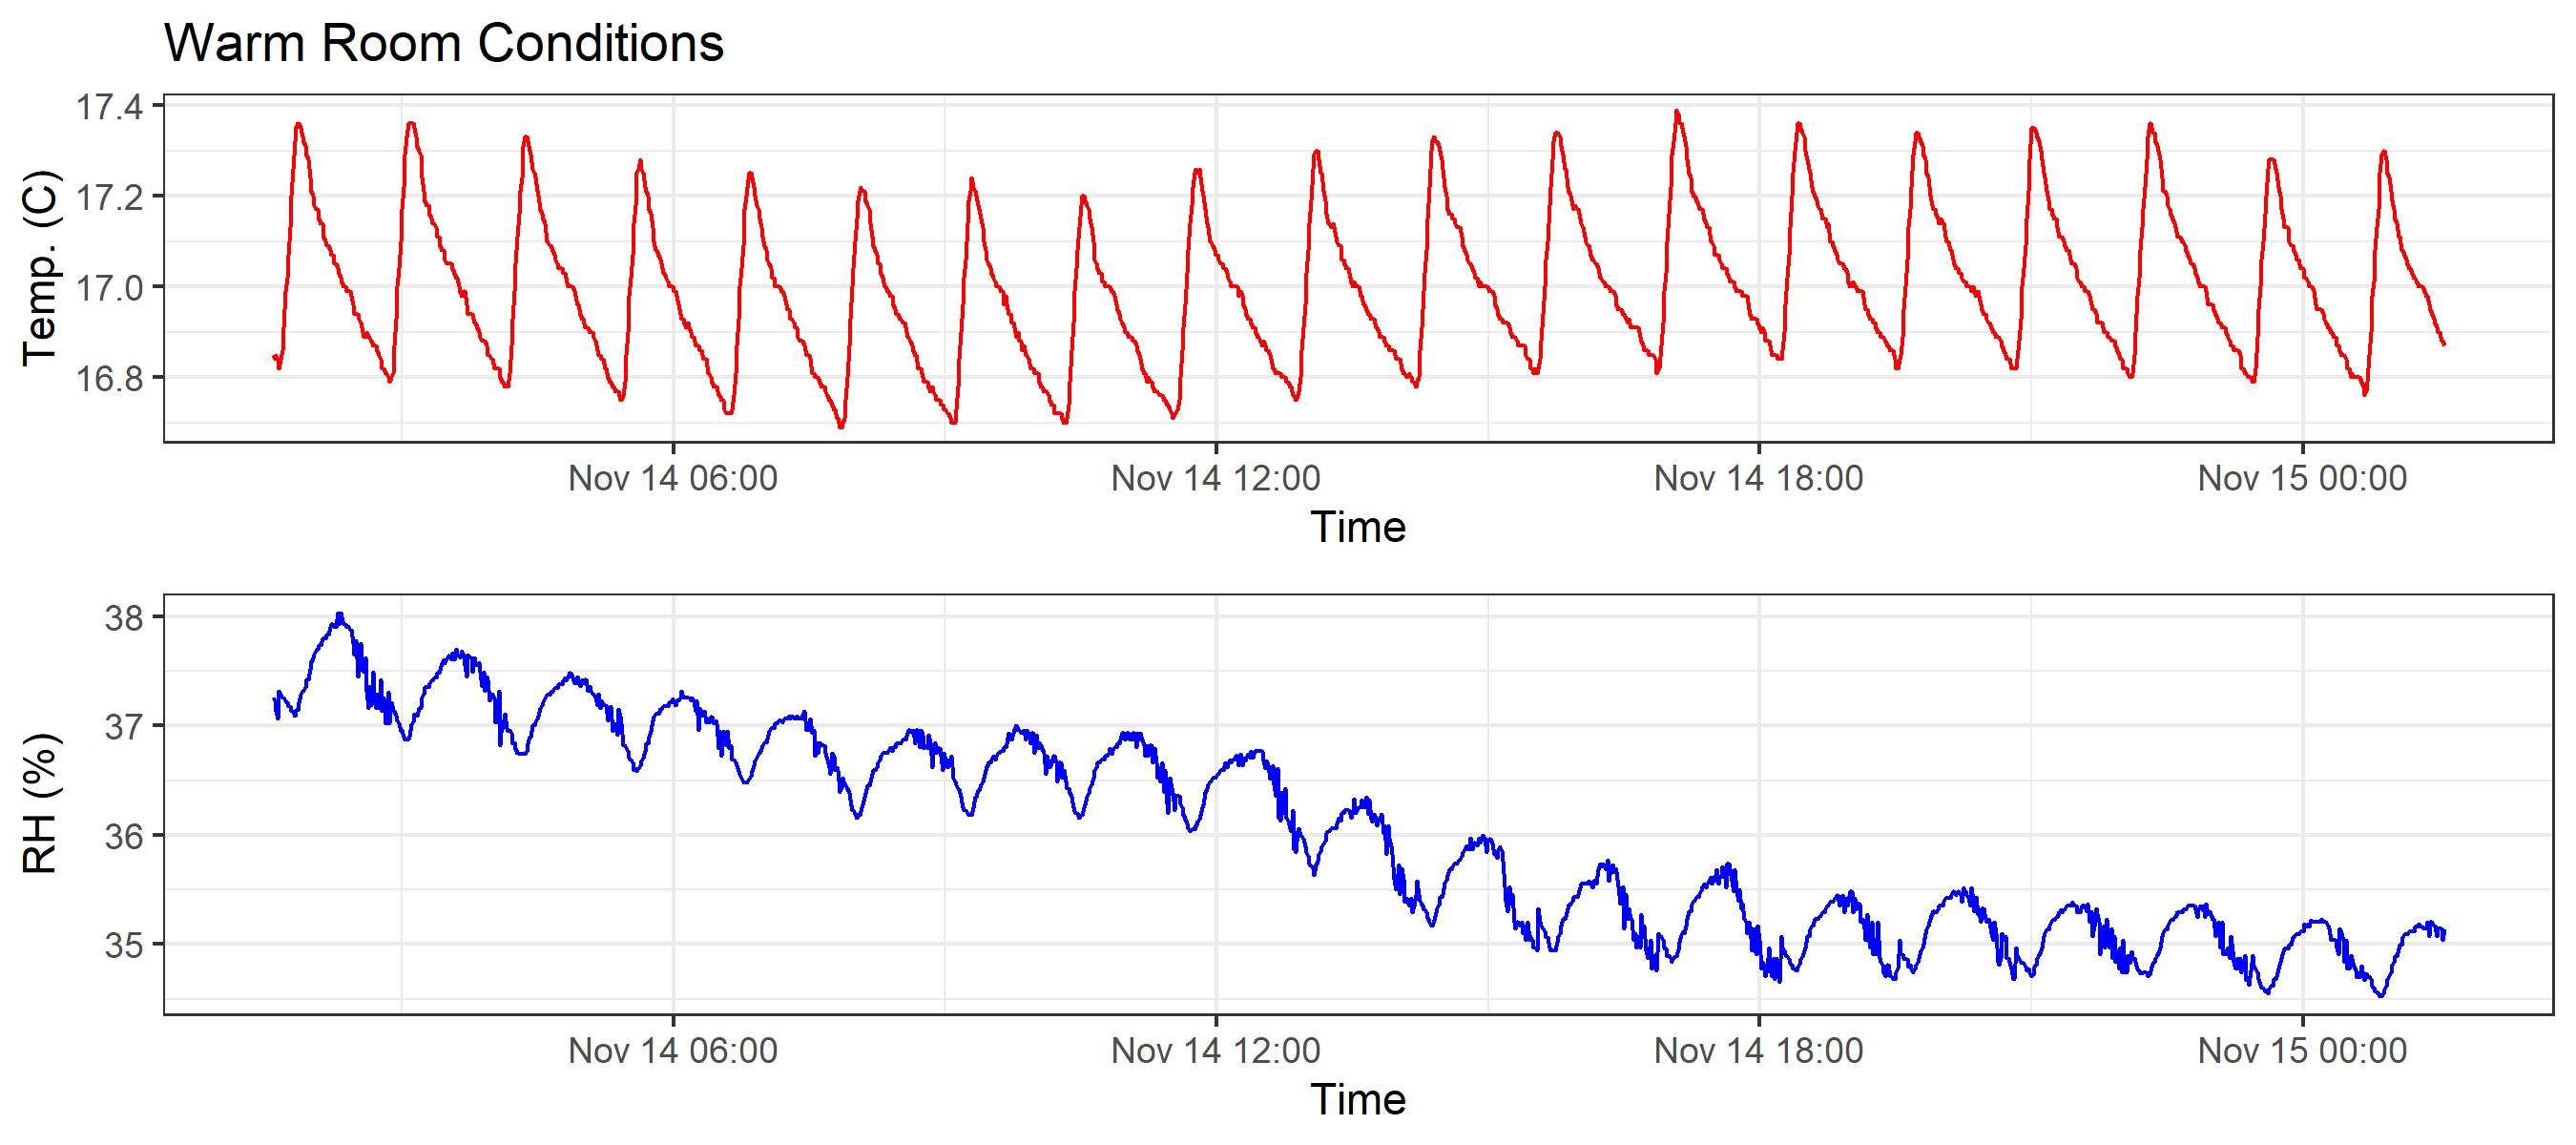 Warm Room Conditions
17.4
17.2
17.0
16.8
Temp. (C)
Nov 14 06:00 Nov 14 12:00 Nov 14 18:00 Nov 15 00:00
Time
38
37
36
35
RH (%)
Nov 14 06:00 Nov 14 12:00 Nov 14 18:00 Nov 15 00:00
Time